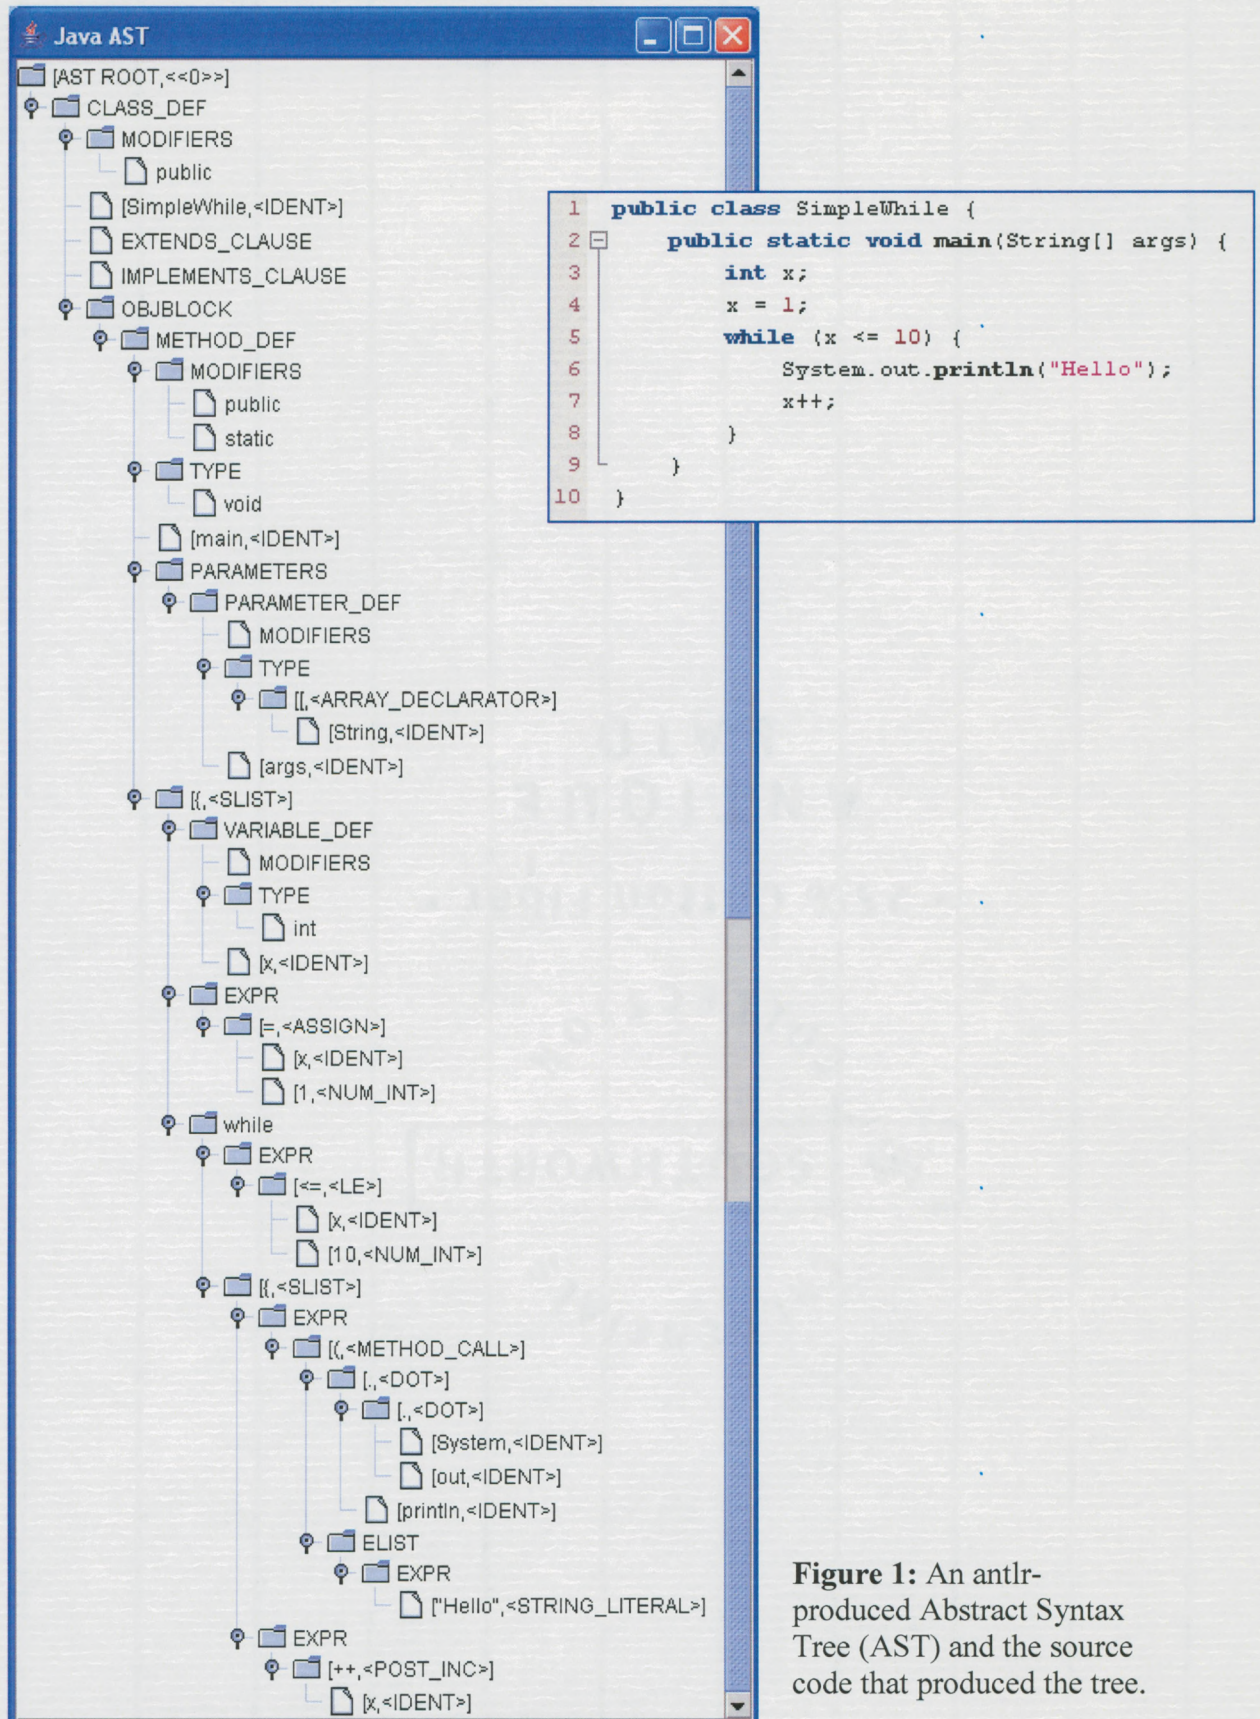 Java AST
[AST ROOT,<<0>>]
CLASS_DEF
MODIFIERS
public
[SimpleWhile,<IDENT>]
EXTENDS_CLAUSE
IMPLEMENTS_CLAUSE
OBJBLOCK
METHOD_DEF
MODIFIERS
public
static
TYPE
void
[main,<IDENT>]
PARAMETERS
PARAMETER_DEF
MODIFIERS
TYPE
[[,<ARRAY_DECLARATOR>]
[String,<IDENT>]
[args,<IDENT>]
[{,<SLIST>]
VARIABLE_DEF
MODIFIERS
TYPE
int
[x,<IDENT>]
EXPR
[=,<ASSIGN>]
[x,<IDENT>]
[1,<NUM_INT>]
while
EXPR
[<=,<LE>]
[x,<IDENT>]
[10,<NUM_INT>]
[{,<SLIST>]
EXPR
[(,<METHOD_CALL>]
[.,<DOT>]
[.,<DOT>]
[System,<IDENT>]
[out,<IDENT>]
[println,<IDENT>]
ELIST
EXPR
["Hello",<STRING_LITERAL>]
EXPR
[++,<POST_INC>]
[x,<IDENT>]
1 public class SimpleWhile {
2 public static void main(String[] args) {
3 int x;
4 x = 1;
5 while (x <= 10) {
6 System.out.println("Hello");
7 x++;
8 }
9 }
10 }
Figure 1: An antlr-
produced Abstract Syntax
Tree (AST) and the source
code that produced the tree.